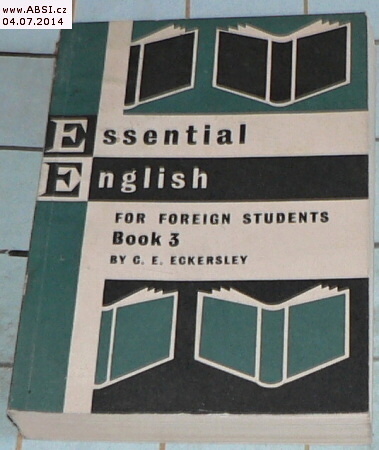 www.ABSI.cz
04.07.2014
Essential
English
FOR FOREIGN STUDENTS
Book 3
BY C. E. ECKERSLEY